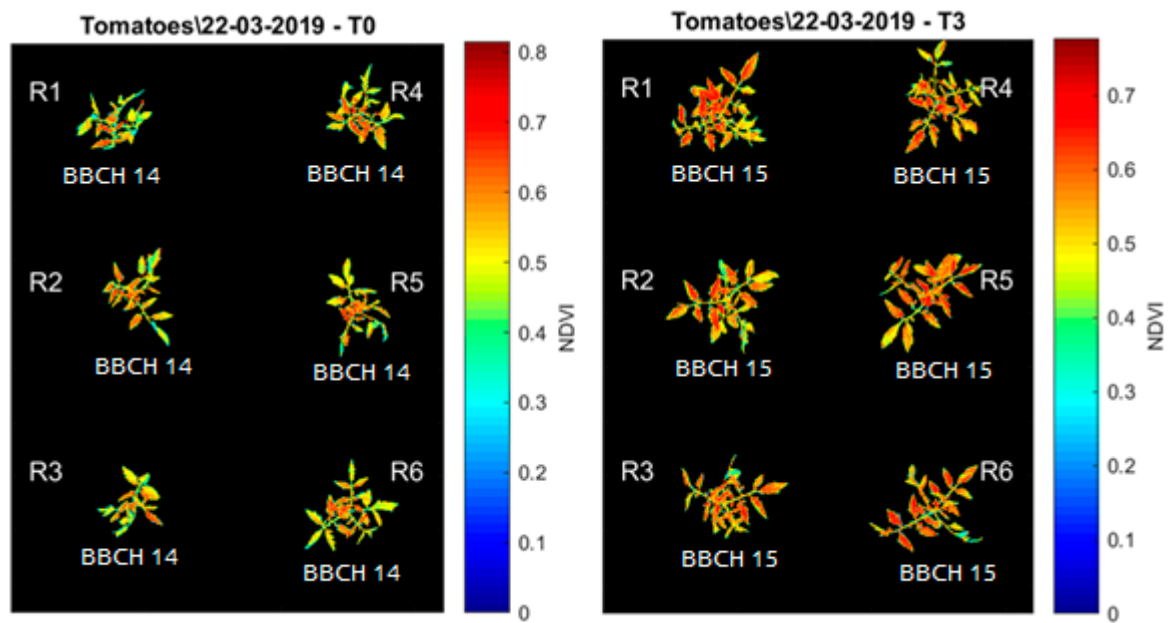 Tomatoes\22-03-2019 - T0
R1
R4
BBCH 14
BBCH 14
R2
R5
BBCH 14
BBCH 14
R3
R6
BBCH 14
BBCH 14
0.8
0.7
0.6
0.5
0.4
0.3
0.2
0.1
0
NDVI
Tomatoes\22-03-2019 - T3
R1
R4
BBCH 15
BBCH 15
R2
R5
BBCH 15
BBCH 15
R3
R6
BBCH 15
BBCH 15
0.7
0.6
0.5
0.4
0.3
0.2
0.1
0
NDVI